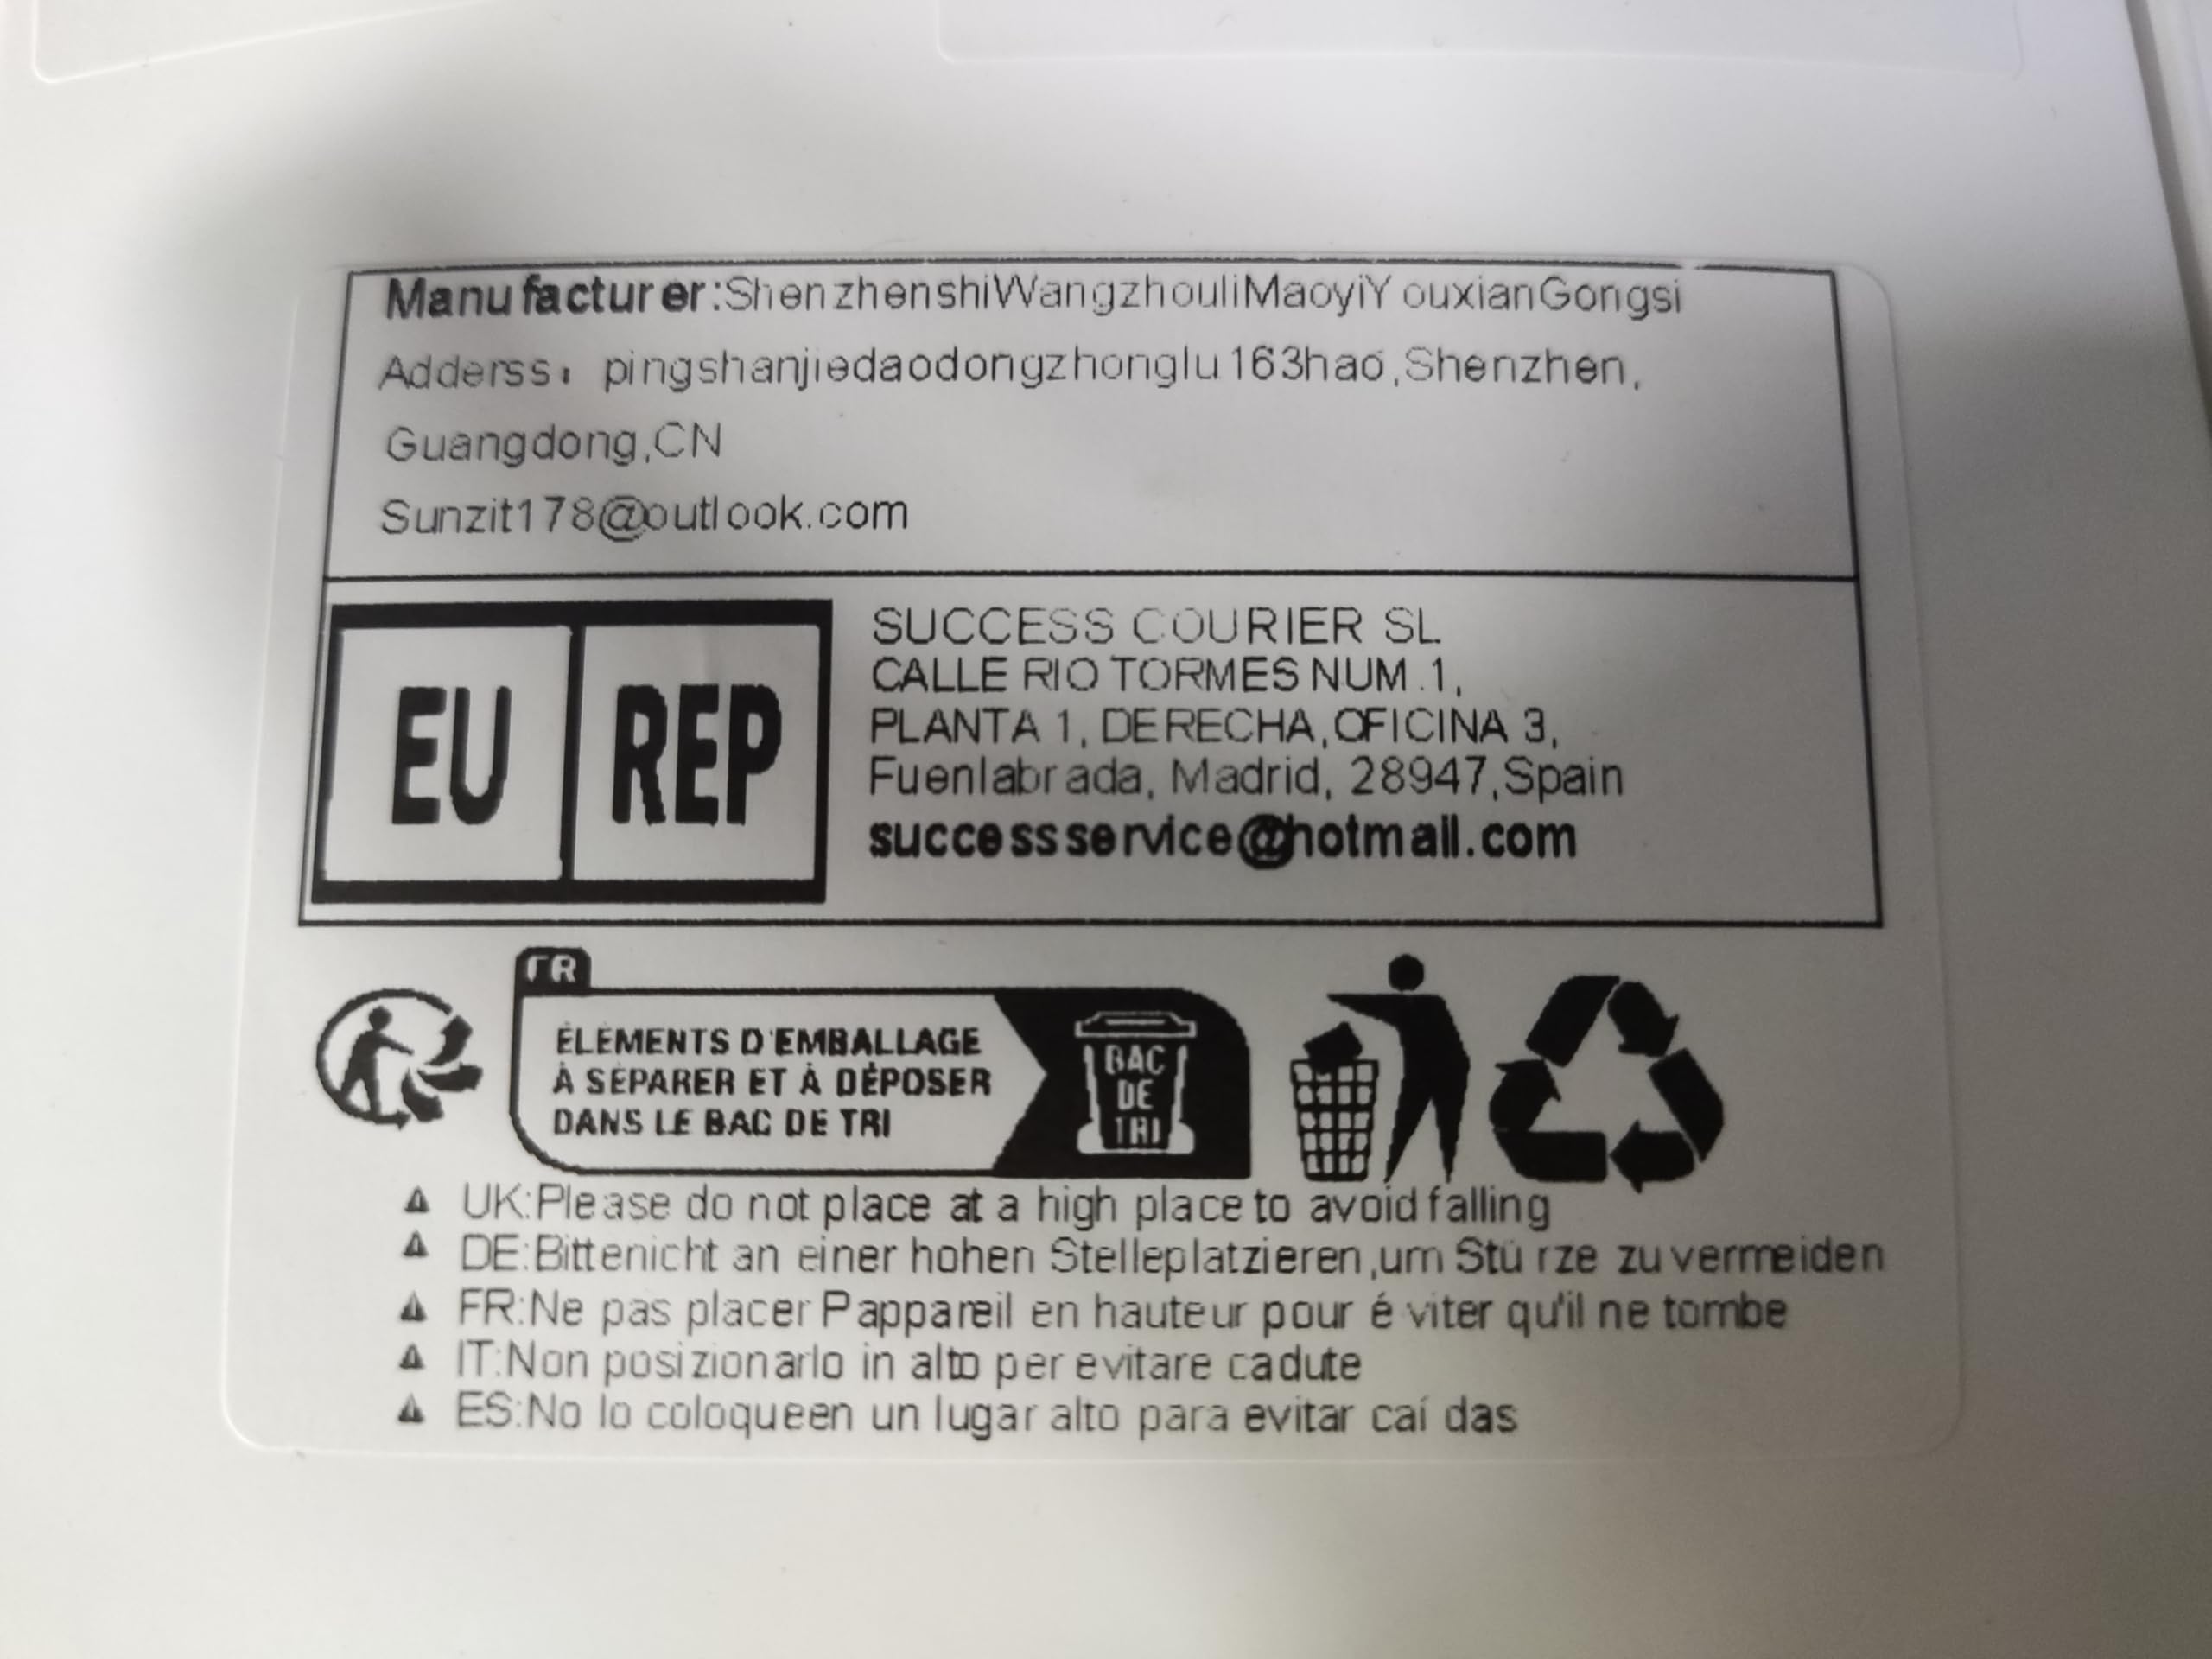 Manufacturer:ShenzhenshiWangzhouliMaoyiYouxianGongsi
Adderss: pingshanjiedaodongzhonglu163hao,Shenzhen,
Guangdong,CN
Sunzit178@outlook.com
EU REP
SUCCESS COURIER SL
CALLE RIO TORMES NUM.1,
PLANTA 1, DERECHA,OFICINA 3,
Fuenlabrada, Madrid, 28947,Spain
successservice@hotmail.com
FR
ÉLÉMENTS D'EMBALLAGE
À SÉPARER ET À DÉPOSER
DANS LE BAC DE TRI
BAC
DE
TRI
UK:Please do not place at a high place to avoid falling
DE:Bittenicht an einer hohen Stelleplatzieren,um Stürze zu vermeiden
FR:Ne pas placer Pappareil en hauteur pour éviter qu'il ne tombe
IT:Non posizionarlo in alto per evitare cadute
ES:No lo coloqueen un lugar alto para evitar caídas